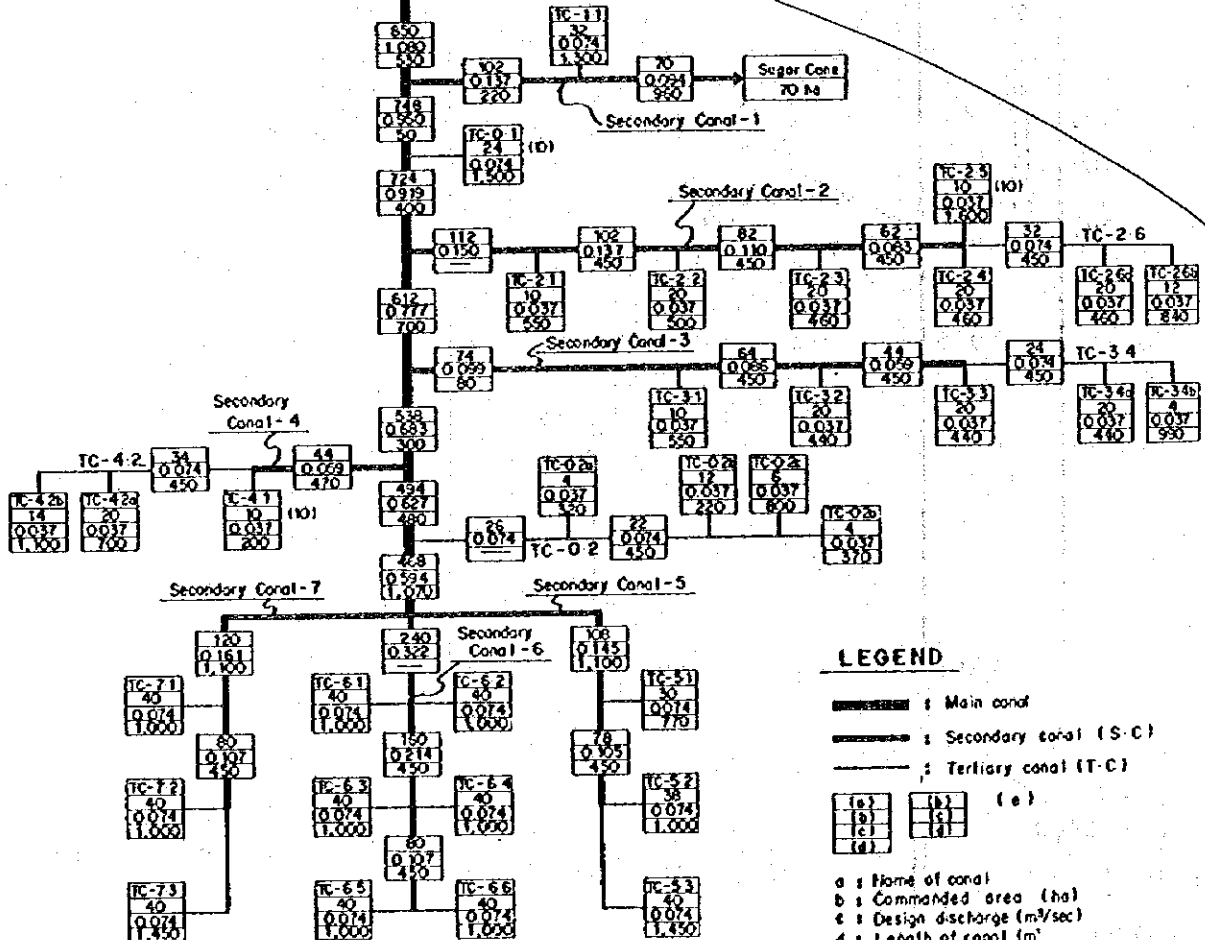 850
1.080
530
TC-1·1
32
0.074
1,300
102
0.137
220
70
0.094
960
Sugar Cane
70 ha
Secondary Canal-1
748
0.950
50
TC-0·1
24
0.074
1,500
(10)
724
0.919
400
Secondary Canal-2
TC-2·5
10
0.037
1,600
(10)
112
0.150
102
0.137
450
82
0.110
450
62
0.083
450
32
0.074
450
TC-2·6
TC-2·1
10
0.037
550
TC-2·2
20
0.037
500
TC-2·3
20
0.037
460
TC-2·4
20
0.037
460
TC-2·6a
20
0.037
460
TC-2·6b
12
0.037
840
612
0.777
700
Secondary Canal-3
74
0.099
80
64
0.086
450
44
0.059
450
24
0.074
450
TC-3·4
TC-3·1
10
0.037
550
TC-3·2
20
0.037
440
TC-3·3
20
0.037
440
TC-3·4a
20
0.037
440
TC-3·4b
4
0.037
990
538
0.683
300
Secondary
Canal-4
TC-4·2
34
0.074
450
44
0.059
470
TC-4·2b
14
0.037
1,100
TC-4·2a
20
0.037
700
TC-4·1
10
0.037
200
(10)
494
0.627
480
TC-0·2a
4
0.037
26
0.074
TC-0·2
22
0.074
450
12
0.037
220
6
0.037
800
TC-0·2b
4
0.037
370
468
0.594
1,070
Secondary Canal-7
Secondary Canal-5
120
0.161
1,100
240
0.322
Secondary
Canal-6
108
0.145
1,100
TC-7·1
40
0.074
1,000
TC-6·1
40
0.074
1,000
TC-6·2
40
0.074
1,000
TC-5·1
30
0.074
770
80
0.107
450
160
0.214
450
78
0.105
450
TC-7·2
40
0.074
1,000
TC-6·3
40
0.074
1,000
TC-6·4
40
0.074
1,000
TC-5·2
38
0.074
1,000
80
0.107
450
TC-7·3
40
0.074
1,450
TC-6·5
40
0.074
1,000
TC-6·6
40
0.074
1,000
TC-5·3
40
0.074
1,450
LEGEND
: Main canal
: Secondary canal (S·C)
: Tertiary canal (T·C)
(a)
(b)
(c)
(d)
(b)
(c)
(d)
(e)
a : Name of canal
b : Commanded area (ha)
c : Design discharge (m³/sec)
d : Length of canal (m